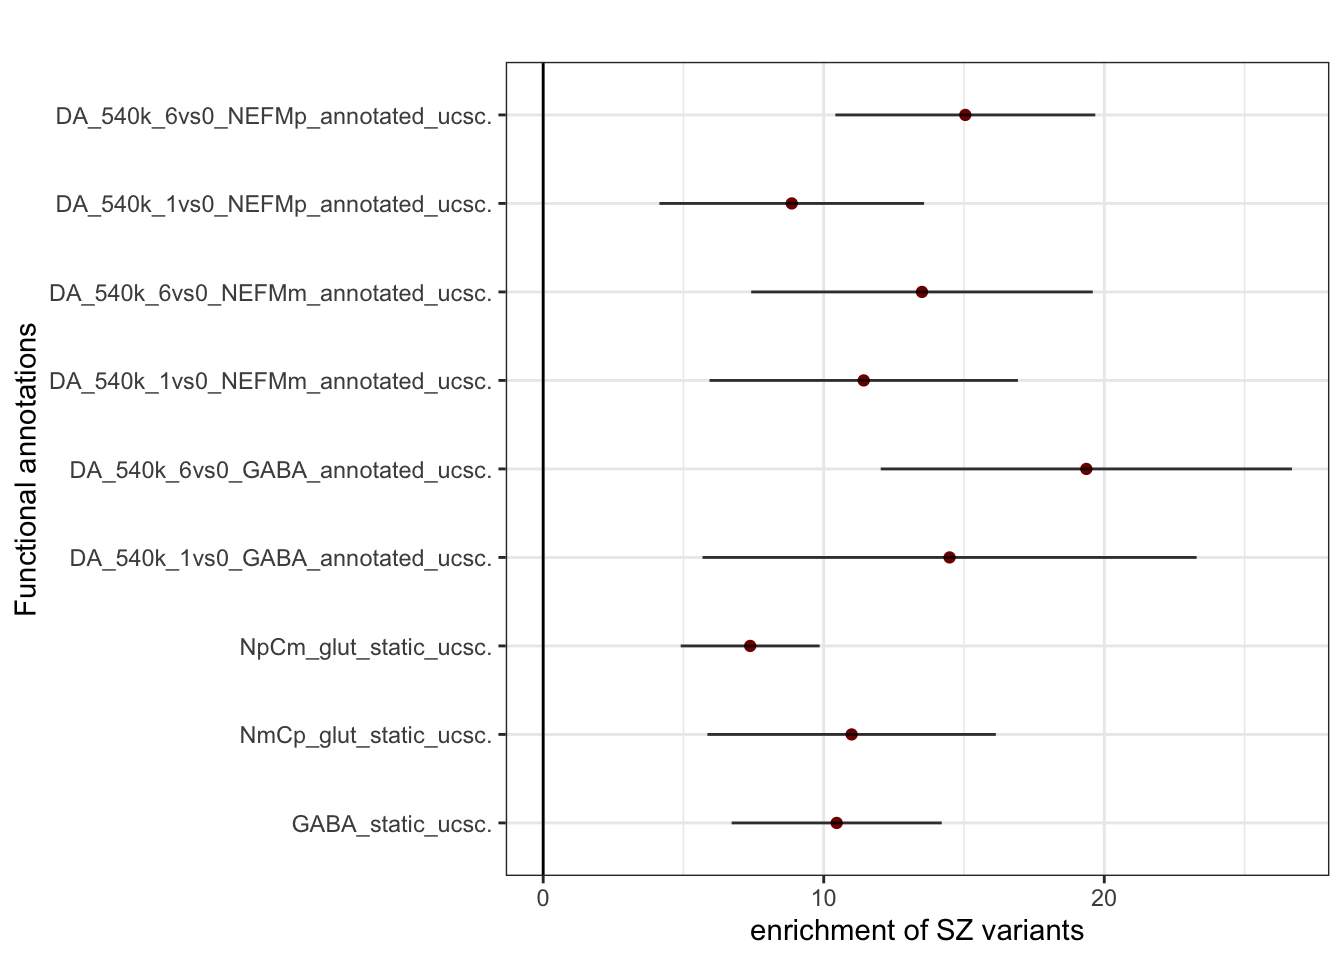 Functional annotations
DA_540k_6vs0_NEFMp_annotated_ucsc.
DA_540k_1vs0_NEFMp_annotated_ucsc.
DA_540k_6vs0_NEFMm_annotated_ucsc.
DA_540k_1vs0_NEFMm_annotated_ucsc.
DA_540k_6vs0_GABA_annotated_ucsc.
DA_540k_1vs0_GABA_annotated_ucsc.
NpCm_glut_static_ucsc.
NmCp_glut_static_ucsc.
GABA_static_ucsc.
0 10 20
enrichment of SZ variants